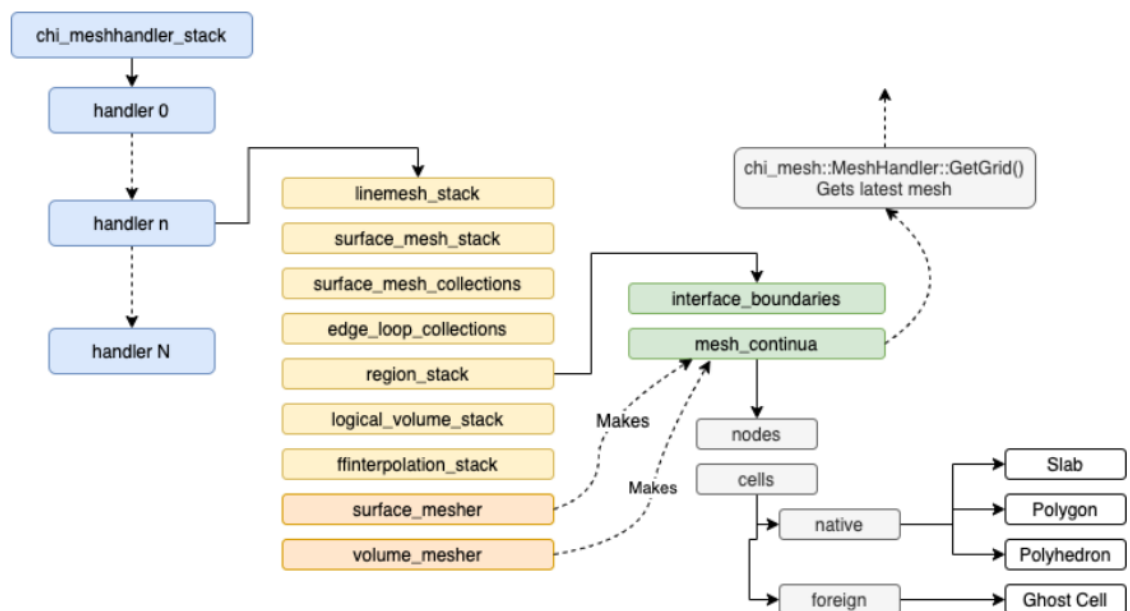 chi_meshhandler_stack
handler 0
handler n
handler N
linemesh_stack
surface_mesh_stack
surface_mesh_collections
edge_loop_collections
region_stack
logical_volume_stack
ffinterpolation_stack
surface_mesher
volume_mesher
Makes
Makes
chi_mesh::MeshHandler::GetGrid()
Gets latest mesh
interface_boundaries
mesh_continua
nodes
cells
native
foreign
Slab
Polygon
Polyhedron
Ghost Cell